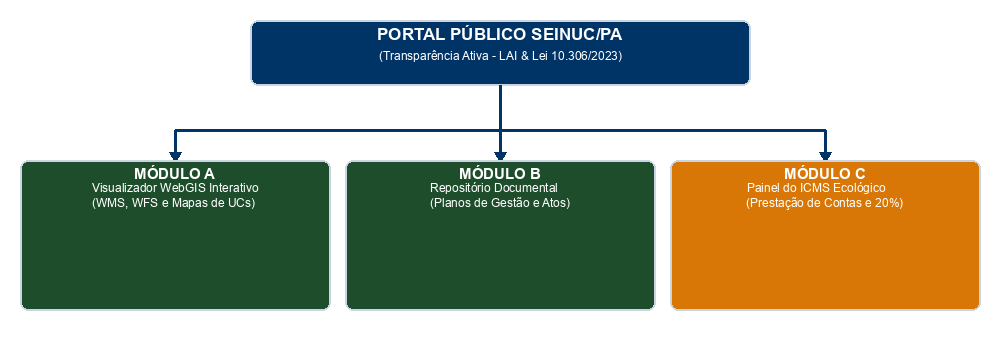 PORTAL PÚBLICO SEINUC/PA
(Transparência Ativa - LAI & Lei 10.306/2023)
MÓDULO A
Visualizador WebGIS Interativo
(WMS, WFS e Mapas de UCs)
MÓDULO B
Repositório Documental
(Planos de Gestão e Atos)
MÓDULO C
Painel do ICMS Ecológico
(Prestação de Contas e 20%)